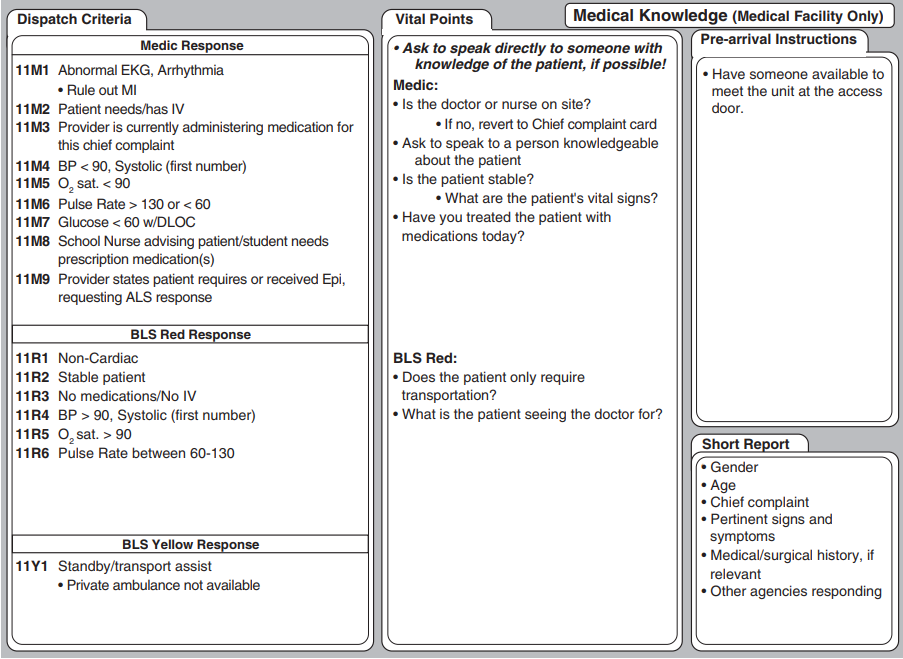 Dispatch Criteria
Medic Response
11M1 Abnormal EKG, Arrhythmia
• Rule out MI
11M2 Patient needs/has IV
11M3 Provider is currently administering medication for
this chief complaint
11M4 BP < 90, Systolic (first number)
11M5 O2 sat. < 90
11M6 Pulse Rate > 130 or < 60
11M7 Glucose < 60 w/DLOC
11M8 School Nurse advising patient/student needs
prescription medication(s)
11M9 Provider states patient requires or received Epi,
requesting ALS response
BLS Red Response
11R1 Non-Cardiac
11R2 Stable patient
11R3 No medications/No IV
11R4 BP > 90, Systolic (first number)
11R5 O2 sat. > 90
11R6 Pulse Rate between 60-130
BLS Yellow Response
11Y1 Standby/transport assist
• Private ambulance not available
Vital Points
• Ask to speak directly to someone with
knowledge of the patient, if possible!
Medic:
• Is the doctor or nurse on site?
• If no, revert to Chief complaint card
• Ask to speak to a person knowledgeable
about the patient
• Is the patient stable?
• What are the patient's vital signs?
• Have you treated the patient with
medications today?
BLS Red:
• Does the patient only require
transportation?
• What is the patient seeing the doctor for?
Medical Knowledge (Medical Facility Only)
Pre-arrival Instructions
• Have someone available to
meet the unit at the access
door.
Short Report
• Gender
• Age
• Chief complaint
• Pertinent signs and
symptoms
• Medical/surgical history, if
relevant
• Other agencies responding